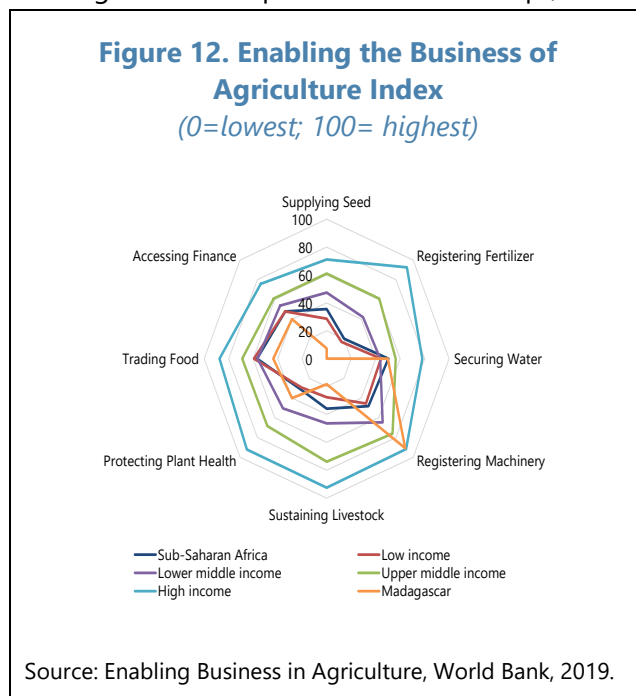 Figure 12. Enabling the Business of
Agriculture Index
(0=lowest; 100= highest)
Supplying Seed
100
80
60
40
20
0
Accessing Finance
Registering Fertilizer
Trading Food
Securing Water
Protecting Plant Health
Registering Machinery
Sustaining Livestock
Sub-Saharan Africa
Low income
Lower middle income
Upper middle income
High income
Madagascar
Source: Enabling Business in Agriculture, World Bank, 2019.